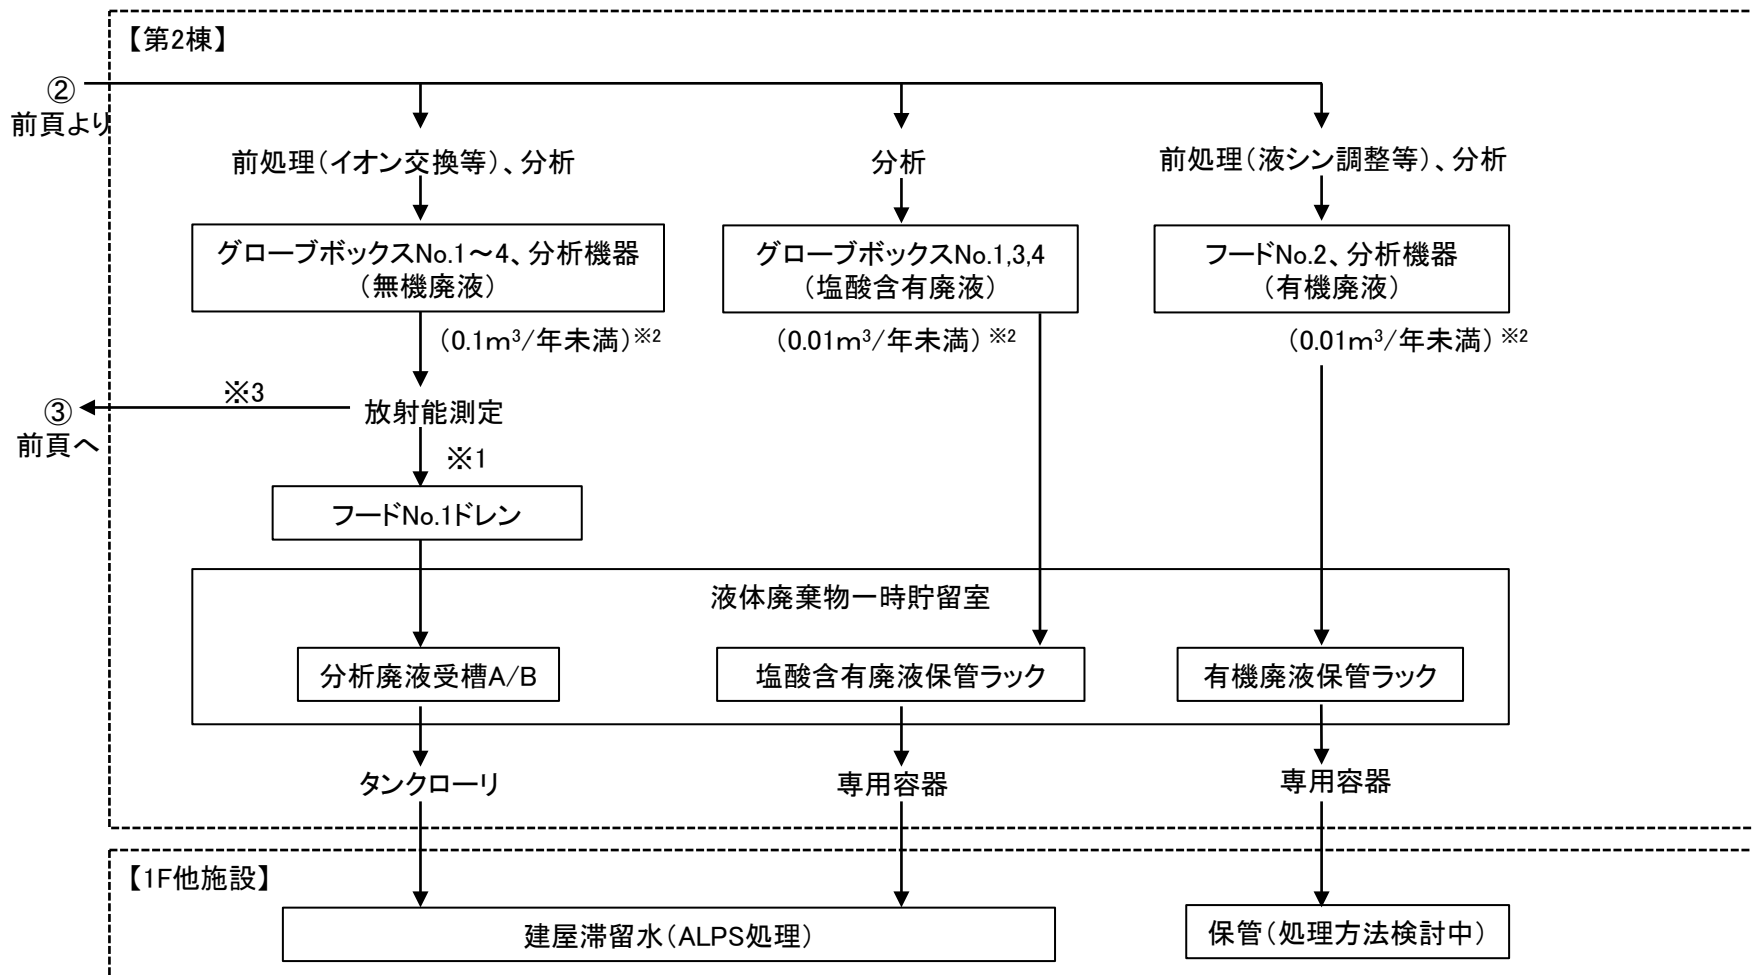 【第2棟】
②
前頁より
前処理(イオン交換等)、分析
分析
前処理(液シン調整等)、分析
グローブボックスNo.1～4、分析機器
(無機廃液)
グローブボックスNo.1,3,4
(塩酸含有廃液)
フードNo.2、分析機器
(有機廃液)
(0.1m³/年未満)※2
(0.01m³/年未満)※2
(0.01m³/年未満)※2
※3
③
前頁へ
放射能測定
※1
フードNo.1ドレン
液体廃棄物一時貯留室
分析廃液受槽A/B
塩酸含有廃液保管ラック
有機廃液保管ラック
タンクローリ
専用容器
専用容器
【1F他施設】
建屋滞留水(ALPS処理)
保管(処理方法検討中)